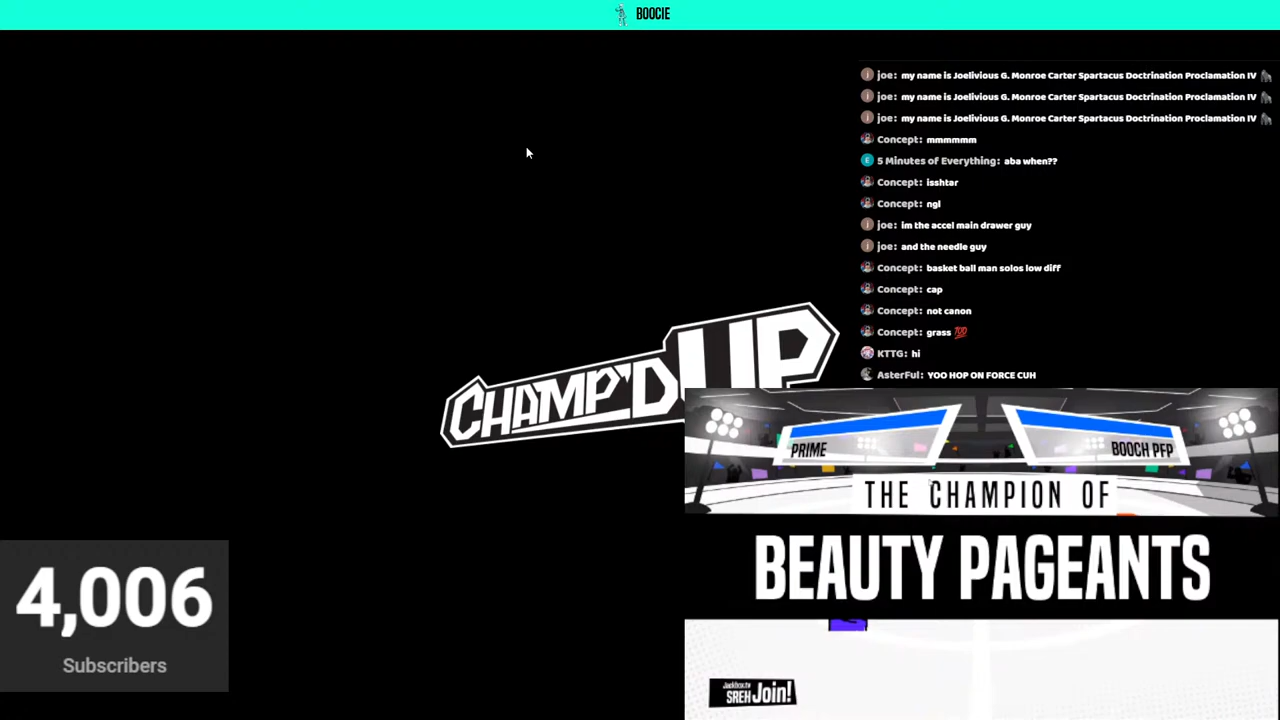 BOOCIE
joe: my name is Joelivious G. Monroe Carter Spartacus Doctrination Proclamation IV 🦍
joe: my name is Joelivious G. Monroe Carter Spartacus Doctrination Proclamation IV 🦍
joe: my name is Joelivious G. Monroe Carter Spartacus Doctrination Proclamation IV 🦍
Concept: mmmmmm
5 Minutes of Everything: aba when??
Concept: isshtar
Concept: ngl
joe: im the accel main drawer guy
joe: and the needle guy
Concept: basket ball man solos low diff
Concept: cap
Concept: not canon
Concept: grass 💯
KTTG: hi
AsterFul: YOO HOP ON FORCE CUH
CHAMP'D UP
PRIME
BOOCH PFP
THE CHAMPION OF
BEAUTY PAGEANTS
4,006
Subscribers
Jackbox.tv
SREH Join!